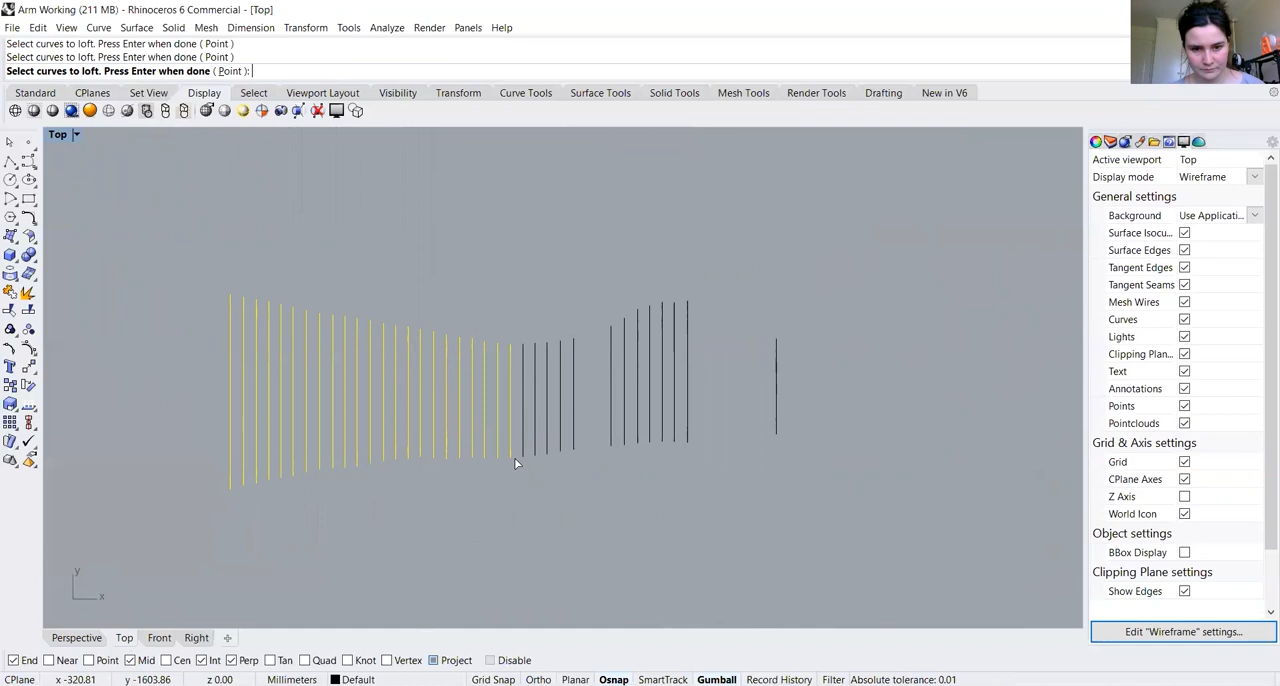 Arm Working (211 MB) - Rhinoceros 6 Commercial - [Top]
File Edit View Curve Surface Solid Mesh Dimension Transform Tools Analyze Render Panels Help
Select curves to loft. Press Enter when done ( Point )
Select curves to loft. Press Enter when done ( Point )
Select curves to loft. Press Enter when done ( Point ):
Standard CPlanes Set View Display Select Viewport Layout Visibility Transform Curve Tools Surface Tools Solid Tools Mesh Tools Render Tools Drafting New in V6
Top
Active viewport Top
Display mode Wireframe
General settings
Background Use Applicati...
Surface Isocu...
Surface Edges
Tangent Edges
Tangent Seams
Mesh Wires
Curves
Lights
Clipping Plan...
Text
Annotations
Points
Pointclouds
Grid & Axis settings
Grid
CPlane Axes
Z Axis
World Icon
Object settings
BBox Display
Clipping Plane settings
Show Edges
Edit "Wireframe" settings...
y
x
Perspective Top Front Right
End Near Point Mid Cen Int Perp Tan Quad Knot Vertex Project Disable
CPlane x -320.81 y -1603.86 z 0.00 Millimeters Default Grid Snap Ortho Planar Osnap SmartTrack Gumball Record History Filter Absolute tolerance: 0.01